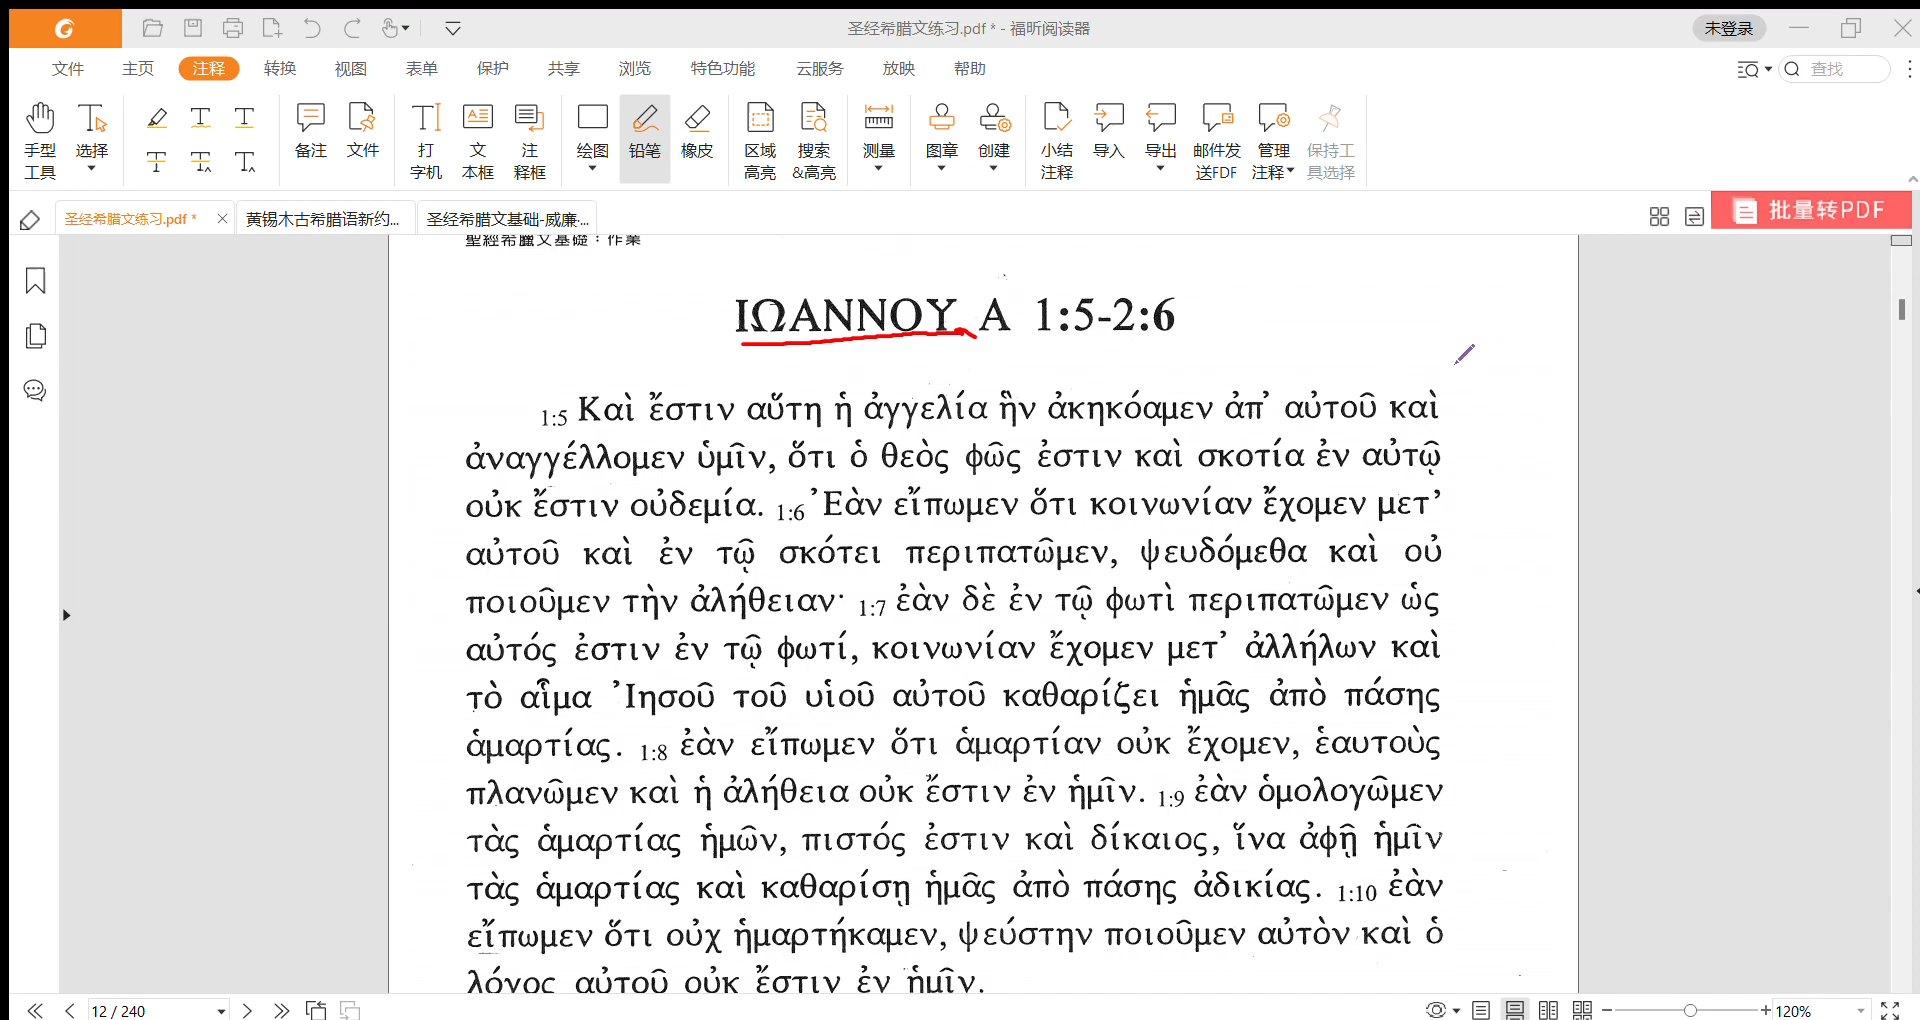 圣经希腊文练习.pdf * - 福昕阅读器
未登录
文件 主页 注释 转换 视图 表单 保护 共享 浏览 特色功能 云服务 放映 帮助
查找
手型工具 选择 备注 文件 打字机 文本框 注释框 绘图 铅笔 橡皮 区域高亮 搜索&高亮 测量 图章 创建 小结注释 导入 导出 邮件发送FDF 管理注释 保持工具选择
圣经希腊文练习.pdf * 黄锡木古希腊语新约... 圣经希腊文基础-威廉·...
批量转PDF
聖經希臘文基礎：作業
ΙΩΑΝΝΟΥ Α 1:5-2:6
1:5 Καὶ ἔστιν αὕτη ἡ ἀγγελία ἣν ἀκηκόαμεν ἀπ’ αὐτοῦ καὶ
ἀναγγέλλομεν ὑμῖν, ὅτι ὁ θεὸς φῶς ἐστιν καὶ σκοτία ἐν αὐτῷ
οὐκ ἔστιν οὐδεμία. 1:6 Ἐὰν εἴπωμεν ὅτι κοινωνίαν ἔχομεν μετ’
αὐτοῦ καὶ ἐν τῷ σκότει περιπατῶμεν, ψευδόμεθα καὶ οὐ
ποιοῦμεν τὴν ἀλήθειαν· 1:7 ἐὰν δὲ ἐν τῷ φωτὶ περιπατῶμεν ὡς
αὐτός ἐστιν ἐν τῷ φωτί, κοινωνίαν ἔχομεν μετ’ ἀλλήλων καὶ
τὸ αἷμα Ἰησοῦ τοῦ υἱοῦ αὐτοῦ καθαρίζει ἡμᾶς ἀπὸ πάσης
ἁμαρτίας. 1:8 ἐὰν εἴπωμεν ὅτι ἁμαρτίαν οὐκ ἔχομεν, ἑαυτοὺς
πλανῶμεν καὶ ἡ ἀλήθεια οὐκ ἔστιν ἐν ἡμῖν. 1:9 ἐὰν ὁμολογῶμεν
τὰς ἁμαρτίας ἡμῶν, πιστός ἐστιν καὶ δίκαιος, ἵνα ἀφῇ ἡμῖν
τὰς ἁμαρτίας καὶ καθαρίσῃ ἡμᾶς ἀπὸ πάσης ἀδικίας. 1:10 ἐὰν
εἴπωμεν ὅτι οὐχ ἡμαρτήκαμεν, ψεύστην ποιοῦμεν αὐτὸν καὶ ὁ
λόγος αὐτοῦ οὐκ ἔστιν ἐν ἡμῖν.
12 / 240
120%